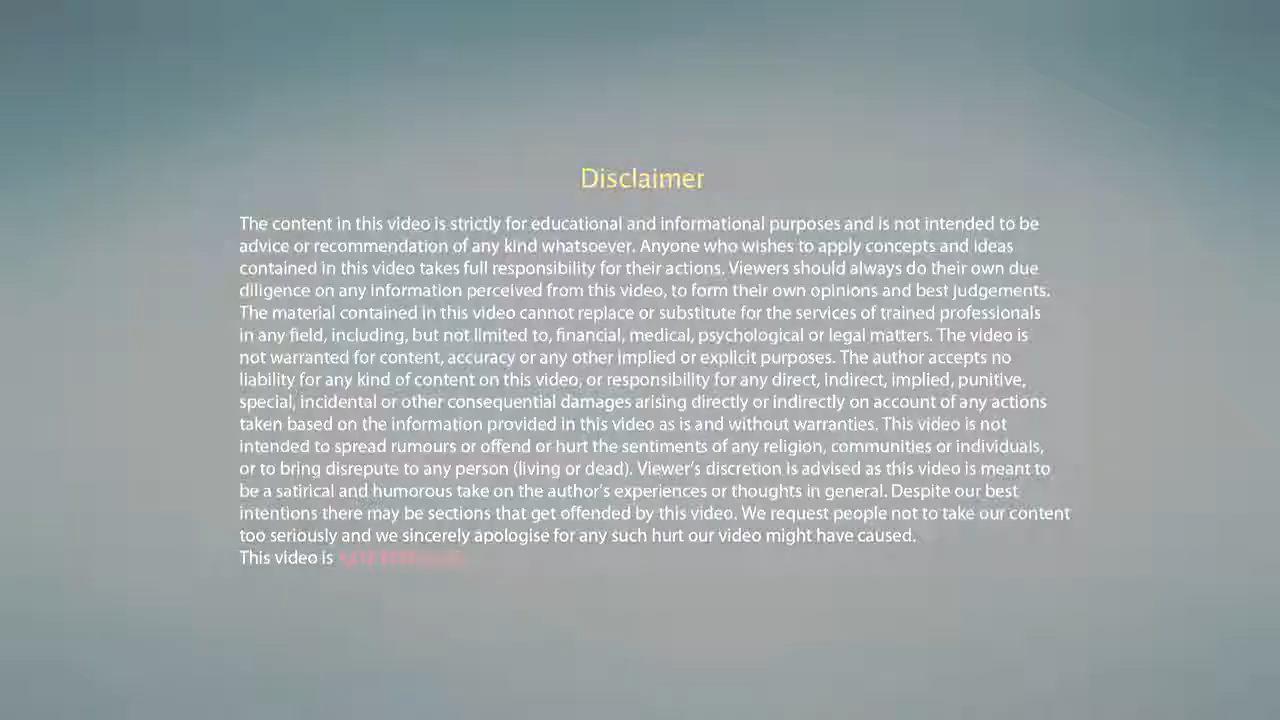 Disclaimer
The content in this video is strictly for educational and informational purposes and is not intended to be
advice or recommendation of any kind whatsoever. Anyone who wishes to apply concepts and ideas
contained in this video takes full responsibility for their actions. Viewers should always do their own due
diligence on any information perceived from this video, to form their own opinions and best judgements.
The material contained in this video cannot replace or substitute for the services of trained professionals
in any field, including, but not limited to, financial, medical, psychological or legal matters. The video is
not warranted for content, accuracy or any other implied or explicit purposes. The author accepts no
liability for any kind of content on this video, or responsibility for any direct, indirect, implied, punitive,
special, incidental or other consequential damages arising directly or indirectly on account of any actions
taken based on the information provided in this video as is and without warranties. This video is not
intended to spread rumours or offend or hurt the sentiments of any religion, communities or individuals,
or to bring disrepute to any person (living or dead). Viewer's discretion is advised as this video is meant to
be a satirical and humorous take on the author's experiences or thoughts in general. Despite our best
intentions there may be sections that get offended by this video. We request people not to take our content
too seriously and we sincerely apologise for any such hurt our video might have caused.
This video is